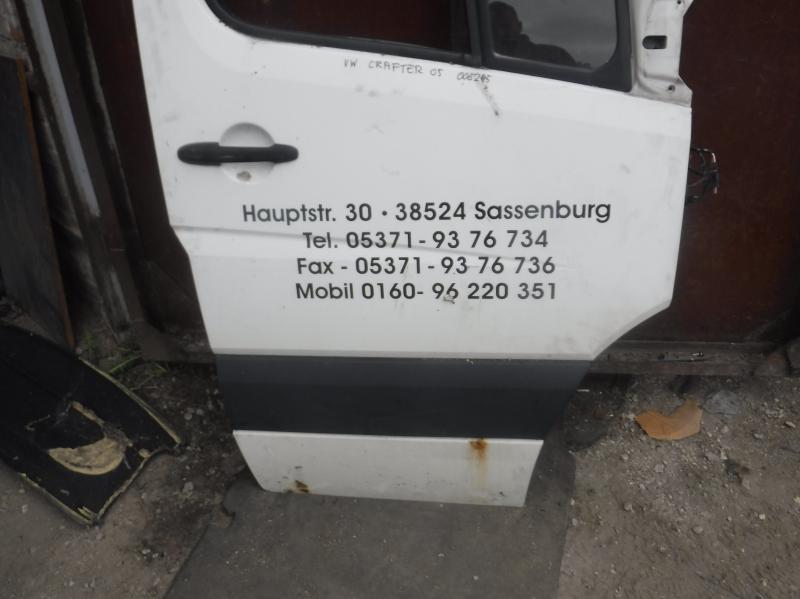 VW CRAFTER 05 006245
Hauptstr. 30 • 38524 Sassenburg
Tel. 05371 - 93 76 734
Fax - 05371 - 93 76 736
Mobil 0160- 96 220 351